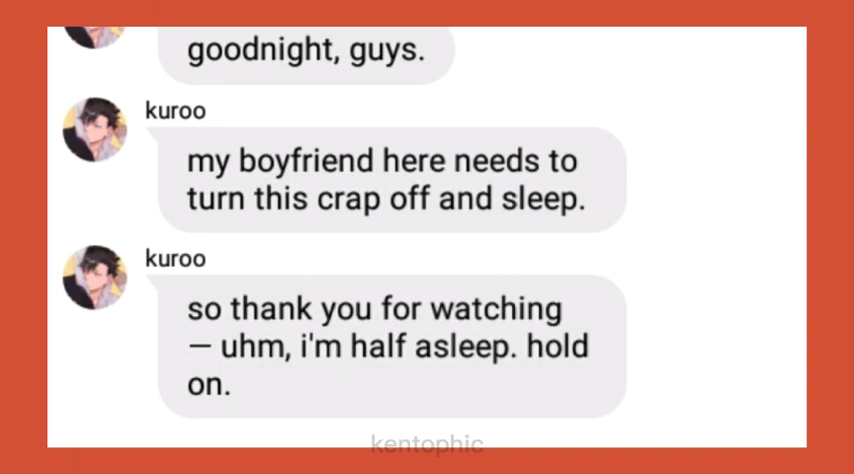 goodnight, guys.
kuroo
my boyfriend here needs to
turn this crap off and sleep.
kuroo
so thank you for watching
— uhm, i'm half asleep. hold
on.
kentophic